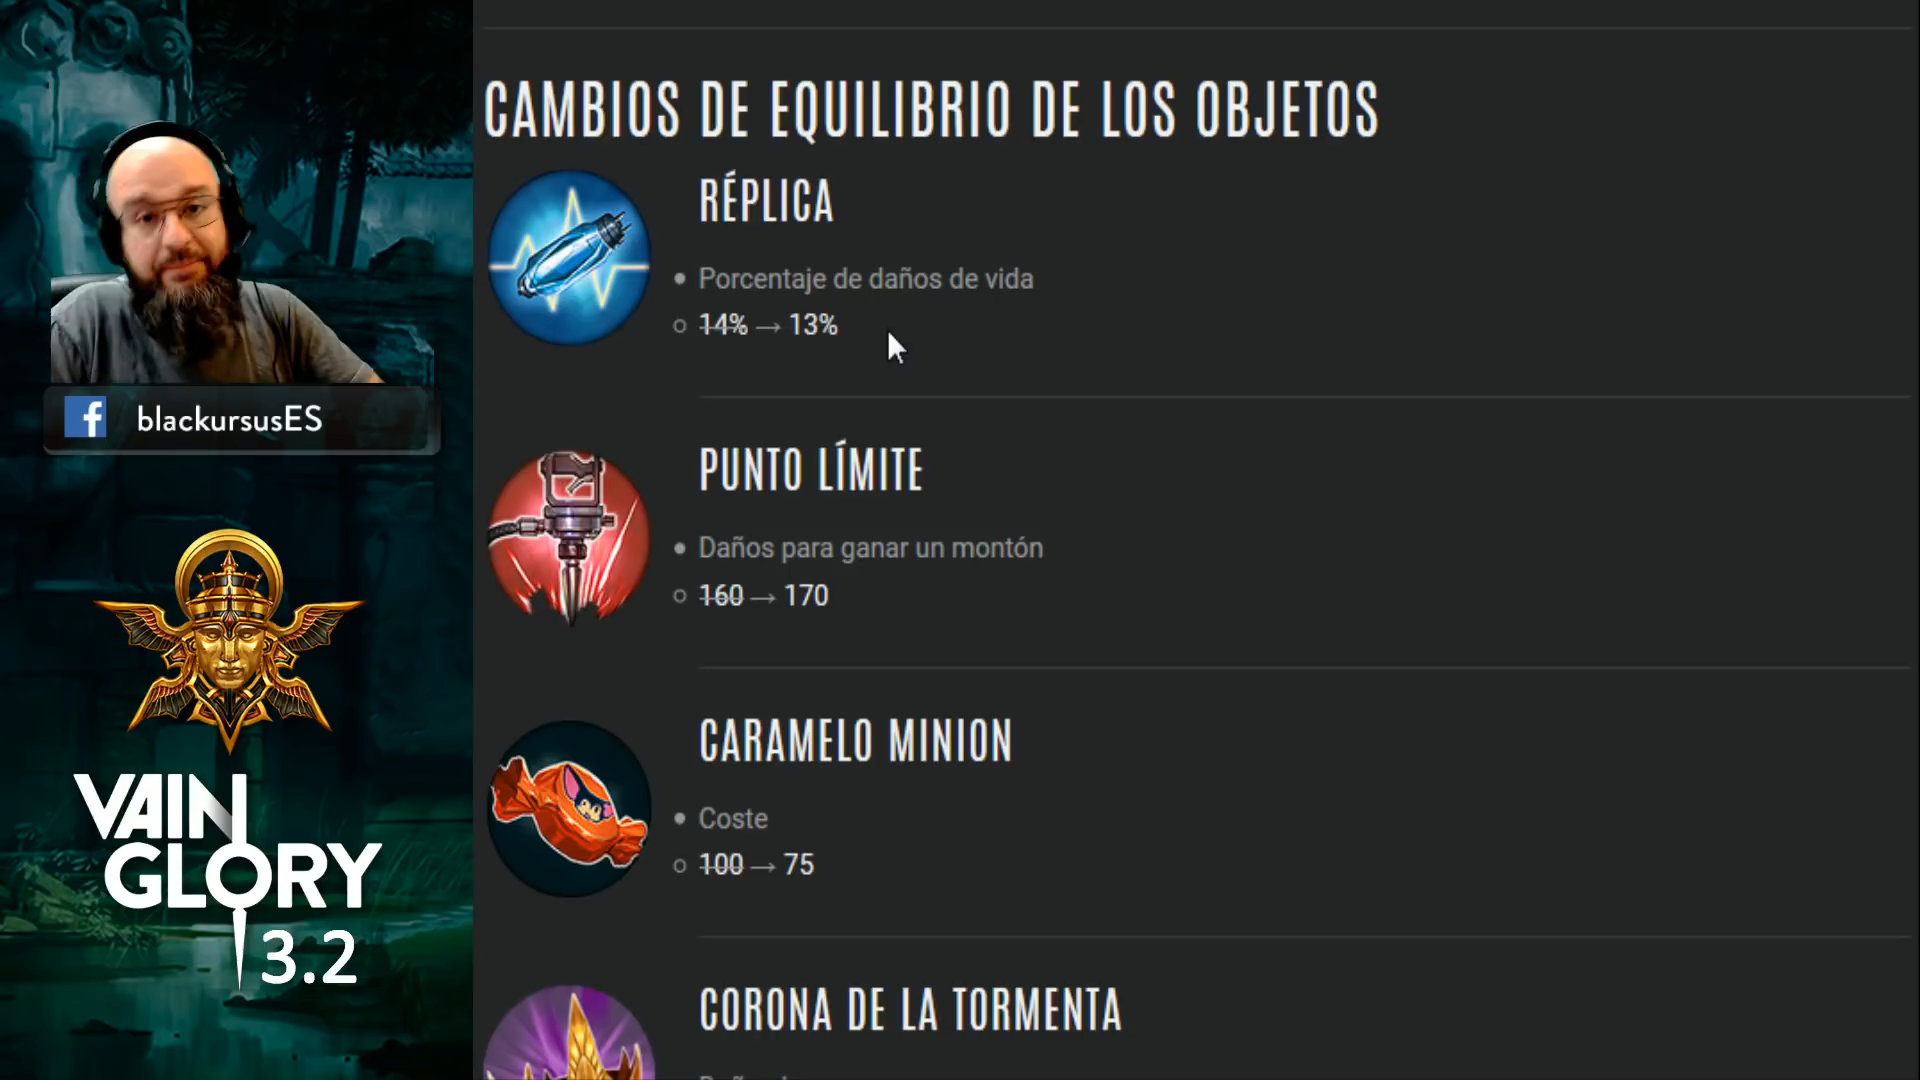 CAMBIOS DE EQUILIBRIO DE LOS OBJETOS
RÉPLICA
Porcentaje de daños de vida
14% → 13%
PUNTO LÍMITE
Daños para ganar un montón
160 → 170
CARAMELO MINION
Coste
100 → 75
CORONA DE LA TORMENTA
f blackursusES
VAIN
GLORY
3.2